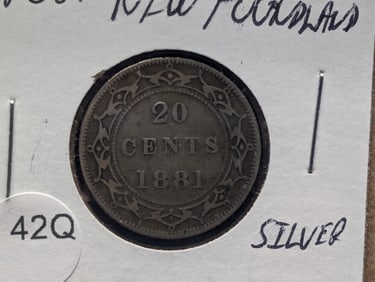 NEWFOUNDLAND
20
CENTS
1881
42Q
SILVER